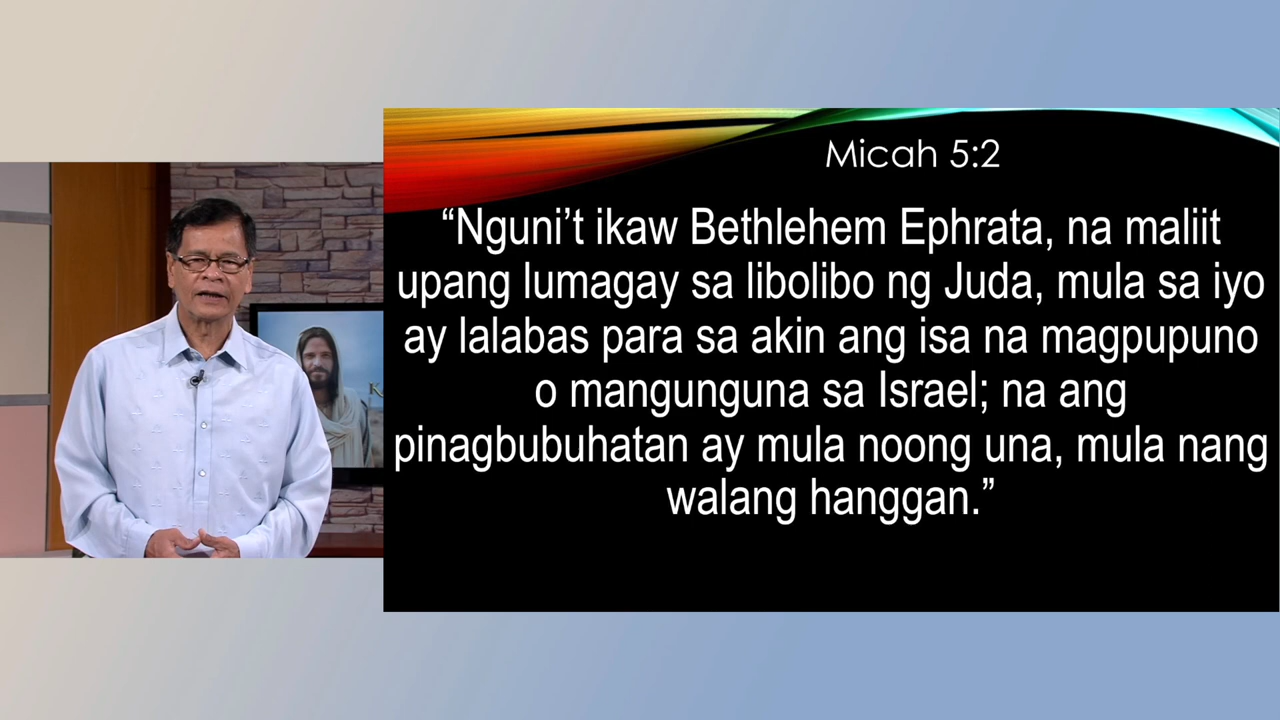 Micah 5:2
“Nguni’t ikaw Bethlehem Ephrata, na maliit
upang lumagay sa libolibo ng Juda, mula sa iyo
ay lalabas para sa akin ang isa na magpupuno
o mangunguna sa Israel; na ang
pinagbubuhatan ay mula noong una, mula nang
walang hanggan.”